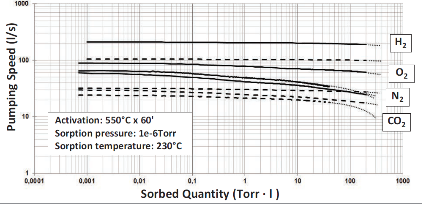 1000
Pumping Speed (l/s)
100
10
1
H2
O2
N2
CO2
Activation: 550°C x 60'
Sorption pressure: 1e-6Torr
Sorption temperature: 230°C
0,0001 0,001 0,01 0,1 1 10 100 1000
Sorbed Quantity (Torr · l )